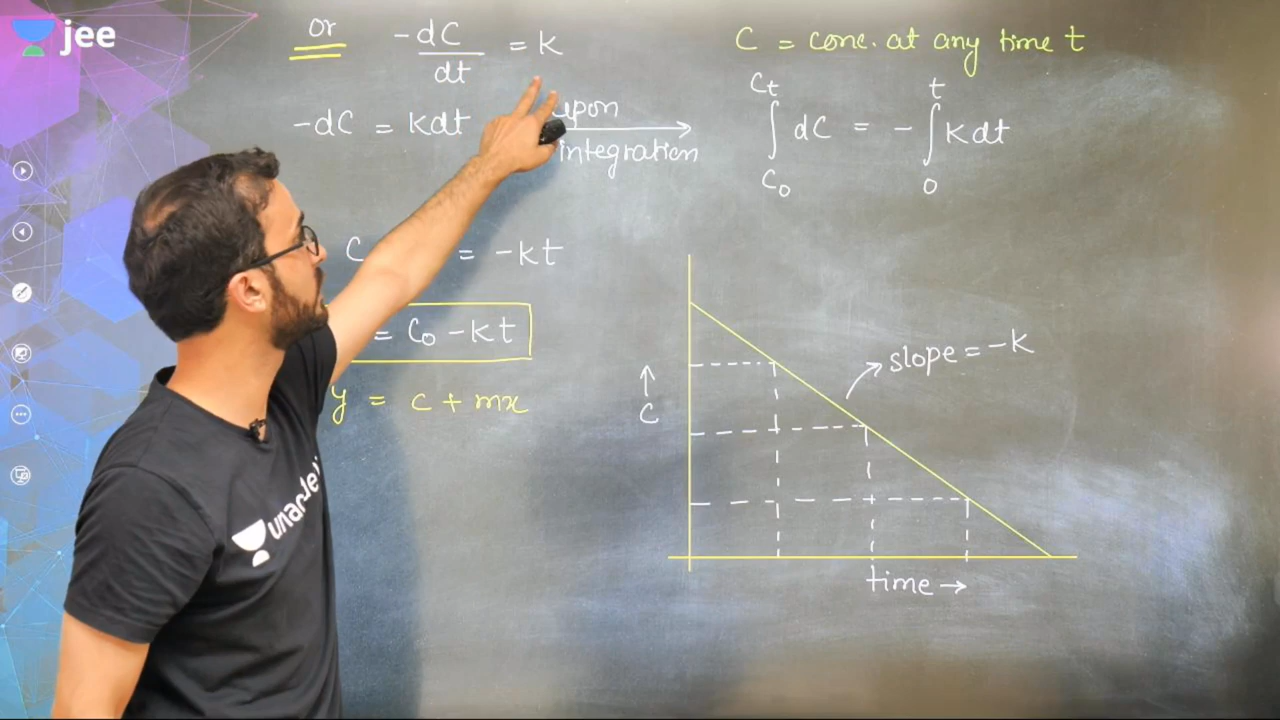 jee
or -dC/dt = K
C = conc. at any time t
-dC = Kdt upon integration → ∫ dC = - ∫ Kdt
Ct t
C₀ 0
C = -kt
= C₀ - Kt
y = c + mx
slope = -K
↑
C
time →